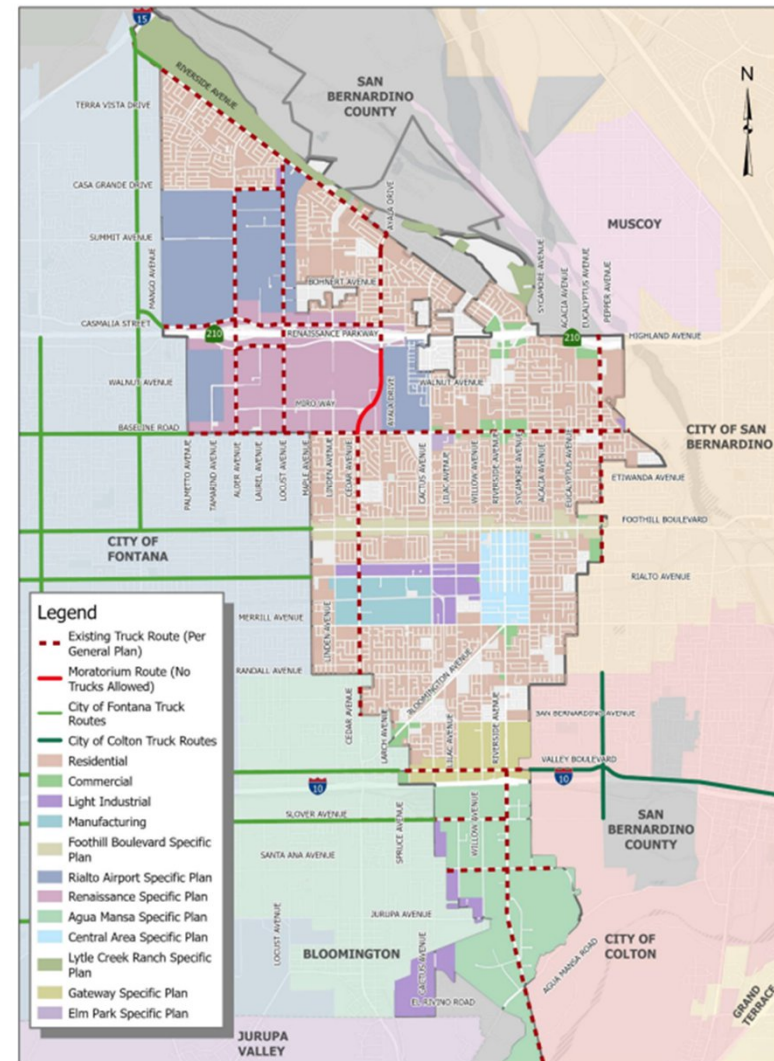 15
N
RIVERSIDE AVENUE
SAN
BERNARDINO
COUNTY
TERRA VISTA DRIVE
CASA GRANDE DRIVE
AYALA DRIVE
MUSCOY
SUMMIT AVENUE
MANGO AVENUE
SYCAMORE AVENUE
ACACIA AVENUE
EUCALYPTUS AVENUE
PEPPER AVENUE
BOHNERT AVENUE
CASMALIA STREET
210
RENAISSANCE PARKWAY
210
HIGHLAND AVENUE
WALNUT AVENUE
AYALA DRIVE
WALNUT AVENUE
MIRO WAY
BASELINE ROAD
CITY OF SAN
BERNARDINO
PALMETTO AVENUE
TAMARIND AVENUE
ALDER AVENUE
LAUREL AVENUE
LOCUST AVENUE
MAPLE AVENUE
LINDEN AVENUE
CEDAR AVENUE
CACTUS AVENUE
LILAC AVENUE
WILLOW AVENUE
RIVERSIDE AVENUE
SYCAMORE AVENUE
ACACIA AVENUE
EUCALYPTUS AVENUE
ETIWANDA AVENUE
FOOTHILL BOULEVARD
CITY OF
FONTANA
RIALTO AVENUE
MERRILL AVENUE
LINDEN AVENUE
RANDALL AVENUE
BLOOMINGTON AVENUE
CEDAR AVENUE
LARCH AVENUE
LILAC AVENUE
RIVERSIDE AVENUE
SAN BERNARDINO AVENUE
VALLEY BOULEVARD
10
10
SLOVER AVENUE
SPRUCE AVENUE
WILLOW AVENUE
SAN
BERNARDINO
COUNTY
SANTA ANA AVENUE
JURUPA AVENUE
LOCUST AVENUE
BLOOMINGTON
CACTUS AVENUE
EL RIVINO ROAD
AGUA MANSA ROAD
CITY OF
COLTON
GRAND
TERRACE
JURUPA
VALLEY
Legend
Existing Truck Route (Per
General Plan)
Moratorium Route (No
Trucks Allowed)
City of Fontana Truck
Routes
City of Colton Truck Routes
Residential
Commercial
Light Industrial
Manufacturing
Foothill Boulevard Specific
Plan
Rialto Airport Specific Plan
Renaissance Specific Plan
Agua Mansa Specific Plan
Central Area Specific Plan
Lytle Creek Ranch Specific
Plan
Gateway Specific Plan
Elm Park Specific Plan